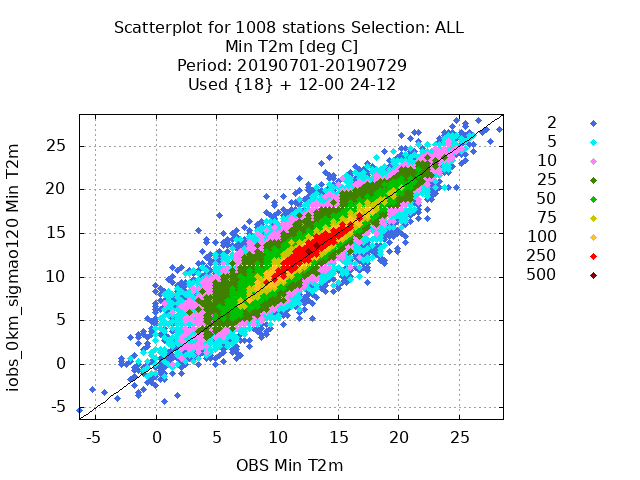 Scatterplot for 1008 stations Selection: ALL
Min T2m [deg C]
Period: 20190701-20190729
Used {18} + 12-00 24-12
iobs_0km_sigmao120 Min T2m
25
20
15
10
5
0
-5
-5 0 5 10 15 20 25
OBS Min T2m
2
5
10
25
50
75
100
250
500